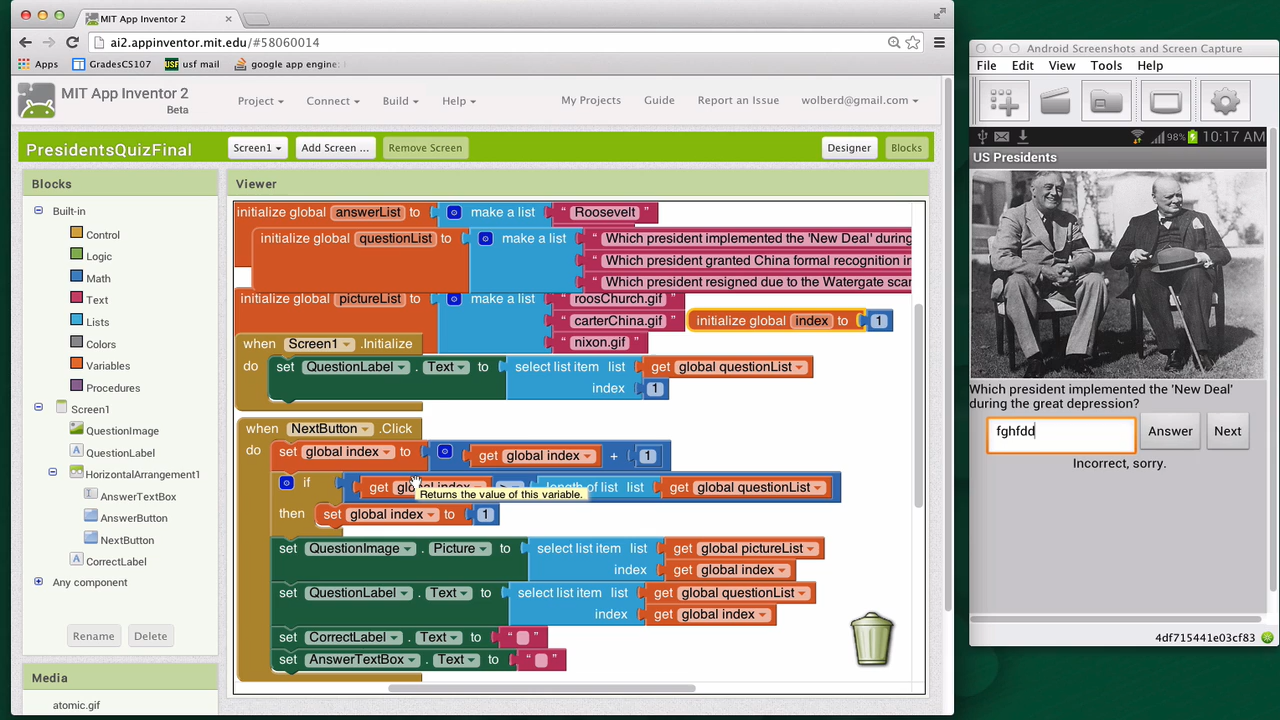 MIT App Inventor 2
ai2.appinventor.mit.edu/#58060014
Apps GradesCS107 USF usf mail google app engine:
MIT App Inventor 2
Beta
Project Connect Build Help My Projects Guide Report an Issue wolberd@gmail.com
PresidentsQuizFinal Screen1 Add Screen ... Remove Screen Designer Blocks
Blocks
Built-in
Control
Logic
Math
Text
Lists
Colors
Variables
Procedures
Screen1
QuestionImage
A QuestionLabel
HorizontalArrangement1
AnswerTextBox
AnswerButton
NextButton
A CorrectLabel
Any component
Rename Delete
Media
atomic.gif
Viewer
initialize global answerList to make a list " Roosevelt "
initialize global questionList to make a list " Which president implemented the 'New Deal' during
" Which president granted China formal recognition in
" Which president resigned due to the Watergate scan
initialize global pictureList to make a list " roosChurch.gif "
" carterChina.gif " initialize global index to 1
" nixon.gif "
when Screen1 .Initialize
do set QuestionLabel . Text to select list item list get global questionList
index 1
when NextButton .Click
do set global index to get global index + 1
if get global index length of list list get global questionList
Returns the value of this variable.
then set global index to 1
set QuestionImage . Picture to select list item list get global pictureList
index get global index
set QuestionLabel . Text to select list item list get global questionList
index get global index
set CorrectLabel . Text to " "
set AnswerTextBox . Text to " "
Android Screenshots and Screen Capture
File Edit View Tools Help
98% 10:17 AM
US Presidents
Which president implemented the 'New Deal'
during the great depression?
fghfdd Answer Next
Incorrect, sorry.
4df715441e03cf83